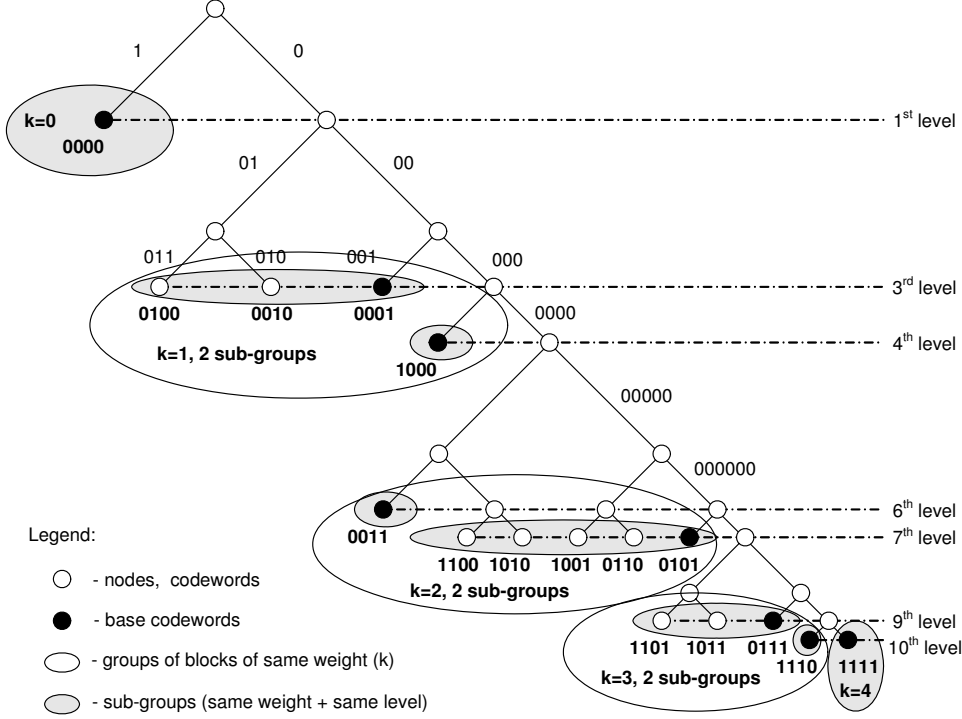 1
0
k=0
0000
1st level
01
00
011
010
001
000
3rd level
0100
0010
0001
0000
k=1, 2 sub-groups
1000
4th level
00000
000000
6th level
0011
7th level
1100
1010
1001
0110
0101
k=2, 2 sub-groups
9th level
1101
1011
0111
10th level
1110
1111
k=3, 2 sub-groups
k=4
Legend:
- nodes, codewords
- base codewords
- groups of blocks of same weight (k)
- sub-groups (same weight + same level)